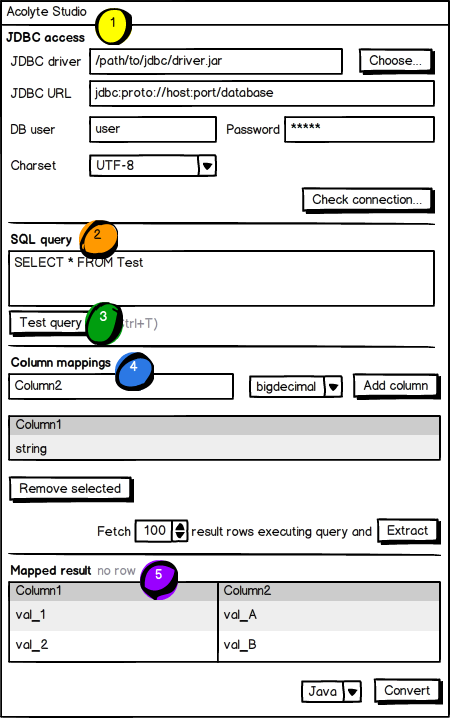 Acolyte Studio
1
JDBC access
JDBC driver /path/to/jdbc/driver.jar Choose...
JDBC URL jdbc:proto://host:port/database
DB user user Password *****
Charset UTF-8
Check connection...
SQL query 2
SELECT * FROM Test
Test query 3 trl+T)
Column mappings 4
Column2 bigdecimal Add column
Column1
string
Remove selected
Fetch 100 result rows executing query and Extract
Mapped result no row 5
Column1 Column2
val_1 val_A
val_2 val_B
Java Convert